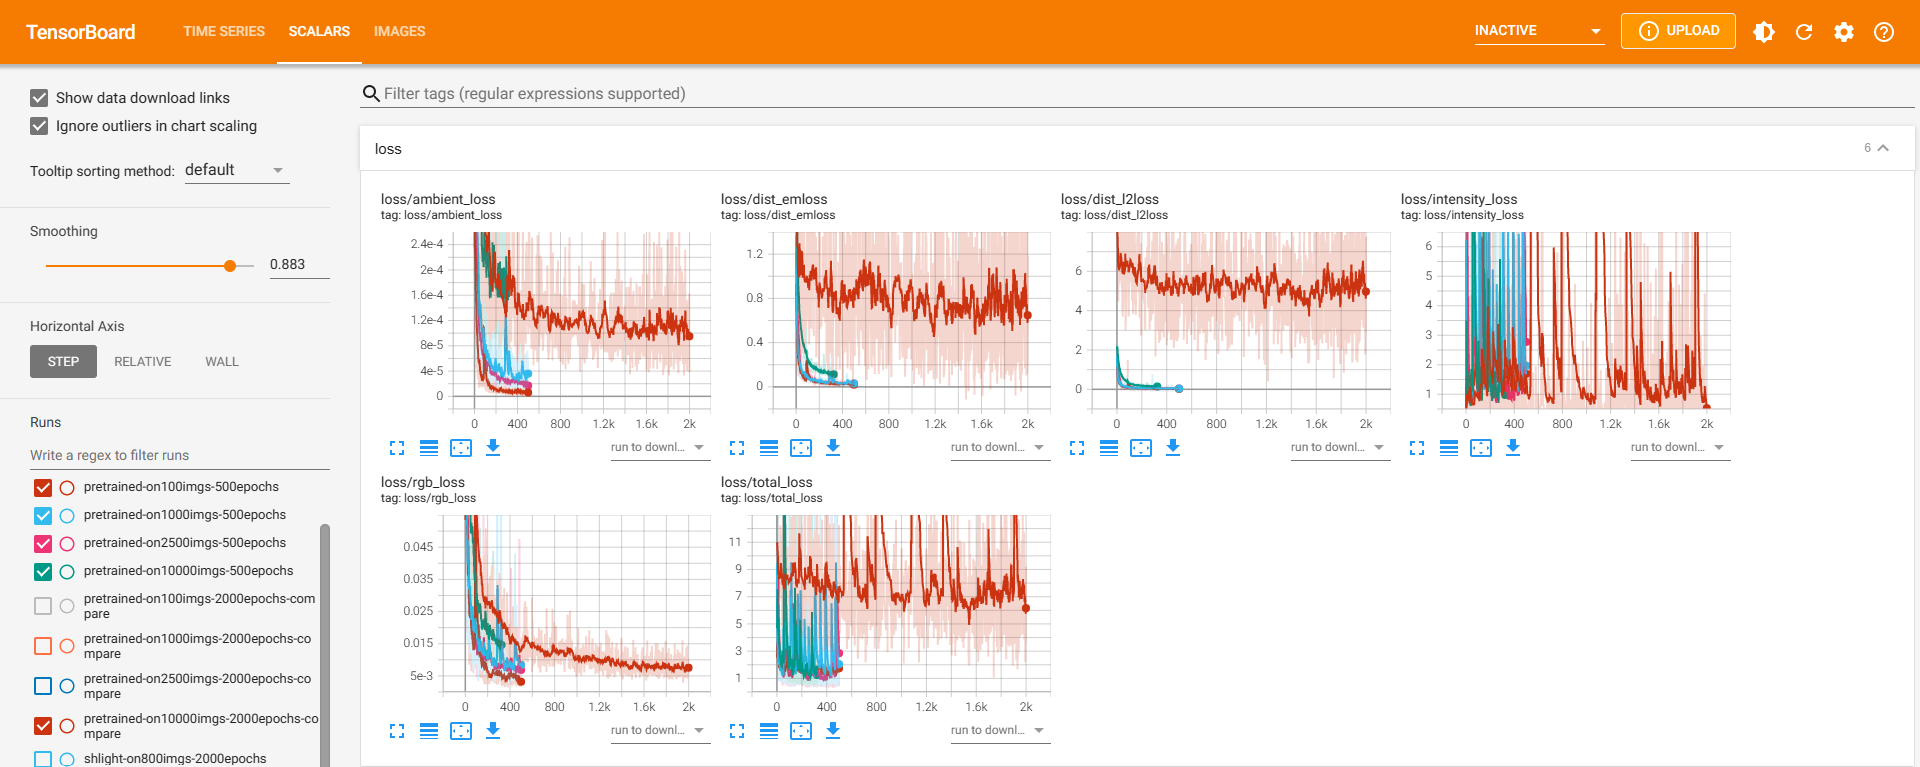 TensorBoard
TIME SERIES
SCALARS
IMAGES
INACTIVE
UPLOAD
Show data download links
Ignore outliers in chart scaling
Tooltip sorting method: default
Smoothing
0.883
Horizontal Axis
STEP RELATIVE WALL
Runs
Write a regex to filter runs
pretrained-on100imgs-500epochs
pretrained-on1000imgs-500epochs
pretrained-on2500imgs-500epochs
pretrained-on10000imgs-500epochs
pretrained-on100imgs-2000epochs-com
pare
pretrained-on1000imgs-2000epochs-co
mpare
pretrained-on2500imgs-2000epochs-co
mpare
pretrained-on10000imgs-2000epochs-co
mpare
shlight-on800imgs-2000epochs
Filter tags (regular expressions supported)
loss
6
loss/ambient_loss
tag: loss/ambient_loss
2.4e-4
2e-4
1.6e-4
1.2e-4
8e-5
4e-5
0
0 400 800 1.2k 1.6k 2k
run to downl...
loss/dist_emloss
tag: loss/dist_emloss
1.2
0.8
0.4
0
0 400 800 1.2k 1.6k 2k
run to downl...
loss/dist_l2loss
tag: loss/dist_l2loss
6
4
2
0
0 400 800 1.2k 1.6k 2k
run to downl...
loss/intensity_loss
tag: loss/intensity_loss
6
5
4
3
2
1
0 400 800 1.2k 1.6k 2k
run to downl...
loss/rgb_loss
tag: loss/rgb_loss
0.045
0.035
0.025
0.015
5e-3
0 400 800 1.2k 1.6k 2k
run to downl...
loss/total_loss
tag: loss/total_loss
11
9
7
5
3
1
0 400 800 1.2k 1.6k 2k
run to downl...